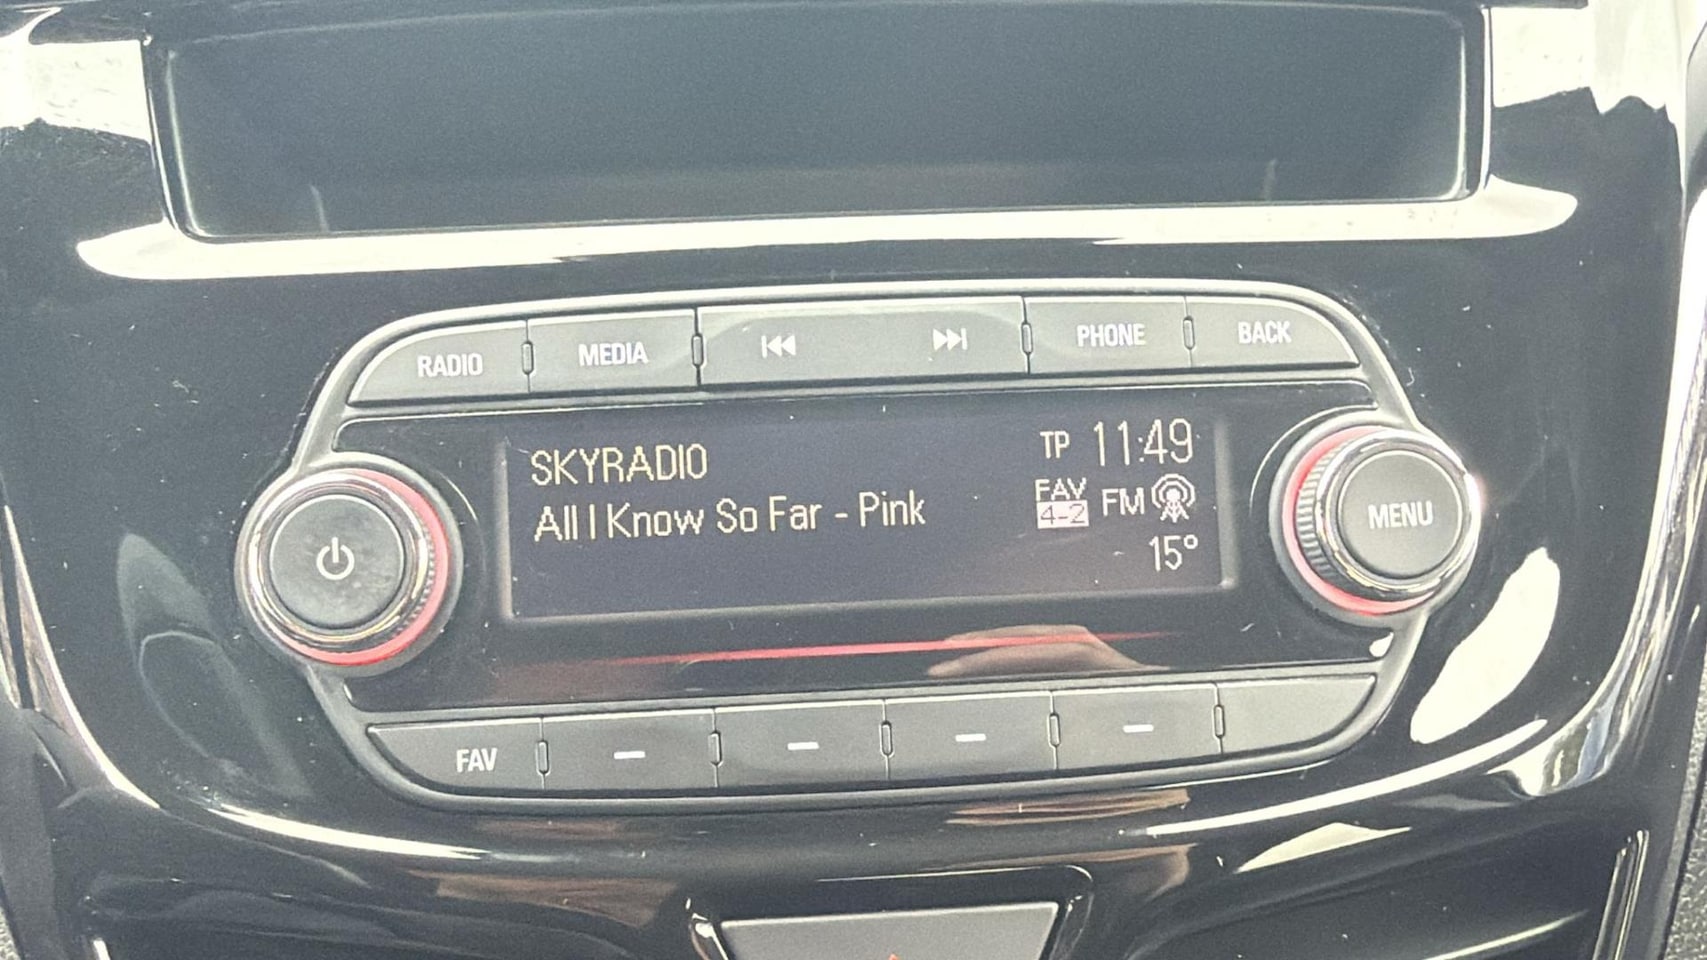 RADIO MEDIA PHONE BACK
SKYRADIO TP 11:49
All I Know So Far - Pink FAV 4-2 FM
15°
MENU
FAV